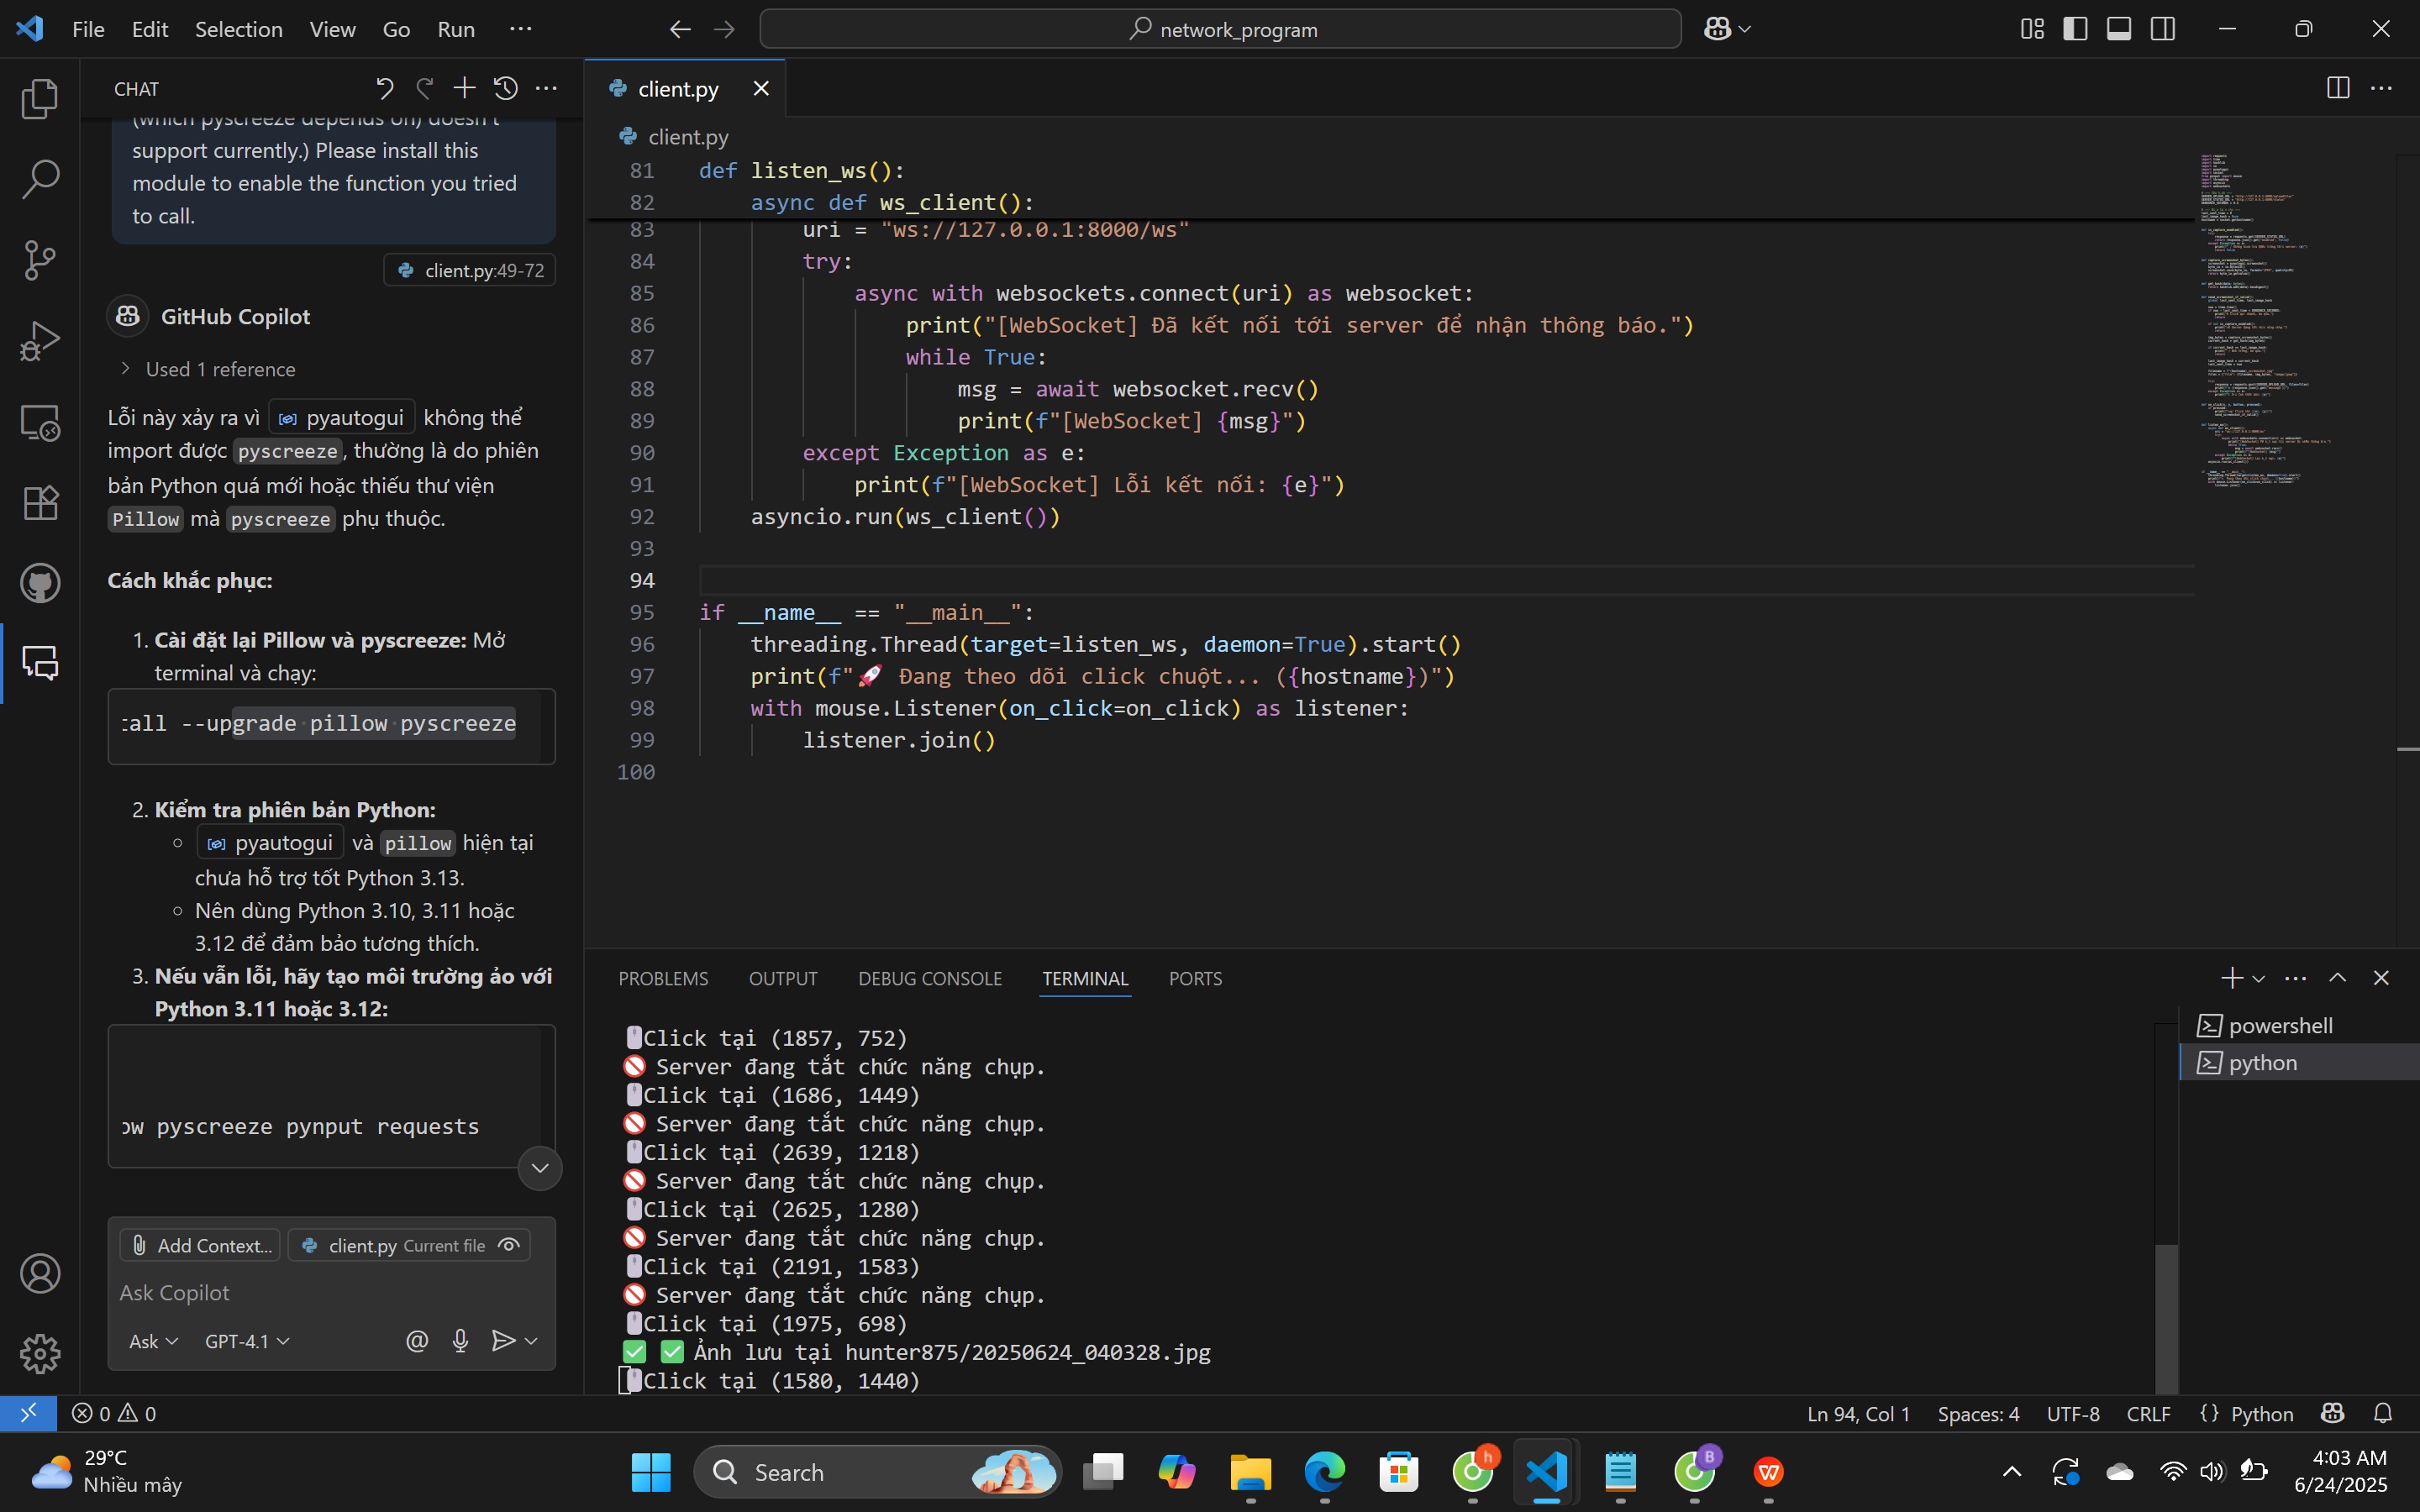 File Edit Selection View Go Run ···
network_program
CHAT
(which pyscreeze depends on) doesn't
support currently.) Please install this
module to enable the function you tried
to call.
client.py:49-72
GitHub Copilot
Used 1 reference
Lỗi này xảy ra vì pyautogui không thể
import được pyscreeze, thường là do phiên
bản Python quá mới hoặc thiếu thư viện
Pillow mà pyscreeze phụ thuộc.
Cách khắc phục:
1. Cài đặt lại Pillow và pyscreeze: Mở
terminal và chạy:
all --upgrade pillow pyscreeze
2. Kiểm tra phiên bản Python:
pyautogui và pillow hiện tại
chưa hỗ trợ tốt Python 3.13.
Nên dùng Python 3.10, 3.11 hoặc
3.12 để đảm bảo tương thích.
3. Nếu vẫn lỗi, hãy tạo môi trường ảo với
Python 3.11 hoặc 3.12:
ow pyscreeze pynput requests
Add Context... client.py Current file
Ask Copilot
Ask GPT-4.1
client.py
client.py
81 def listen_ws():
82 async def ws_client():
83 uri = "ws://127.0.0.1:8000/ws"
84 try:
85 async with websockets.connect(uri) as websocket:
86 print("[WebSocket] Đã kết nối tới server để nhận thông báo.")
87 while True:
88 msg = await websocket.recv()
89 print(f"[WebSocket] {msg}")
90 except Exception as e:
91 print(f"[WebSocket] Lỗi kết nối: {e}")
92 asyncio.run(ws_client())
93
94
95 if __name__ == "__main__":
96 threading.Thread(target=listen_ws, daemon=True).start()
97 print(f"🚀 Đang theo dõi click chuột... ({hostname})")
98 with mouse.Listener(on_click=on_click) as listener:
99 listener.join()
100
PROBLEMS OUTPUT DEBUG CONSOLE TERMINAL PORTS
🖱Click tại (1857, 752)
🚫 Server đang tắt chức năng chụp.
🖱Click tại (1686, 1449)
🚫 Server đang tắt chức năng chụp.
🖱Click tại (2639, 1218)
🚫 Server đang tắt chức năng chụp.
🖱Click tại (2625, 1280)
🚫 Server đang tắt chức năng chụp.
🖱Click tại (2191, 1583)
🚫 Server đang tắt chức năng chụp.
🖱Click tại (1975, 698)
✅ ✅ Ảnh lưu tại hunter875/20250624_040328.jpg
🖱Click tại (1580, 1440)
powershell
python
0 0
Ln 94, Col 1 Spaces: 4 UTF-8 CRLF {} Python
29°C
Nhiều mây
Search
h
B
4:03 AM
6/24/2025